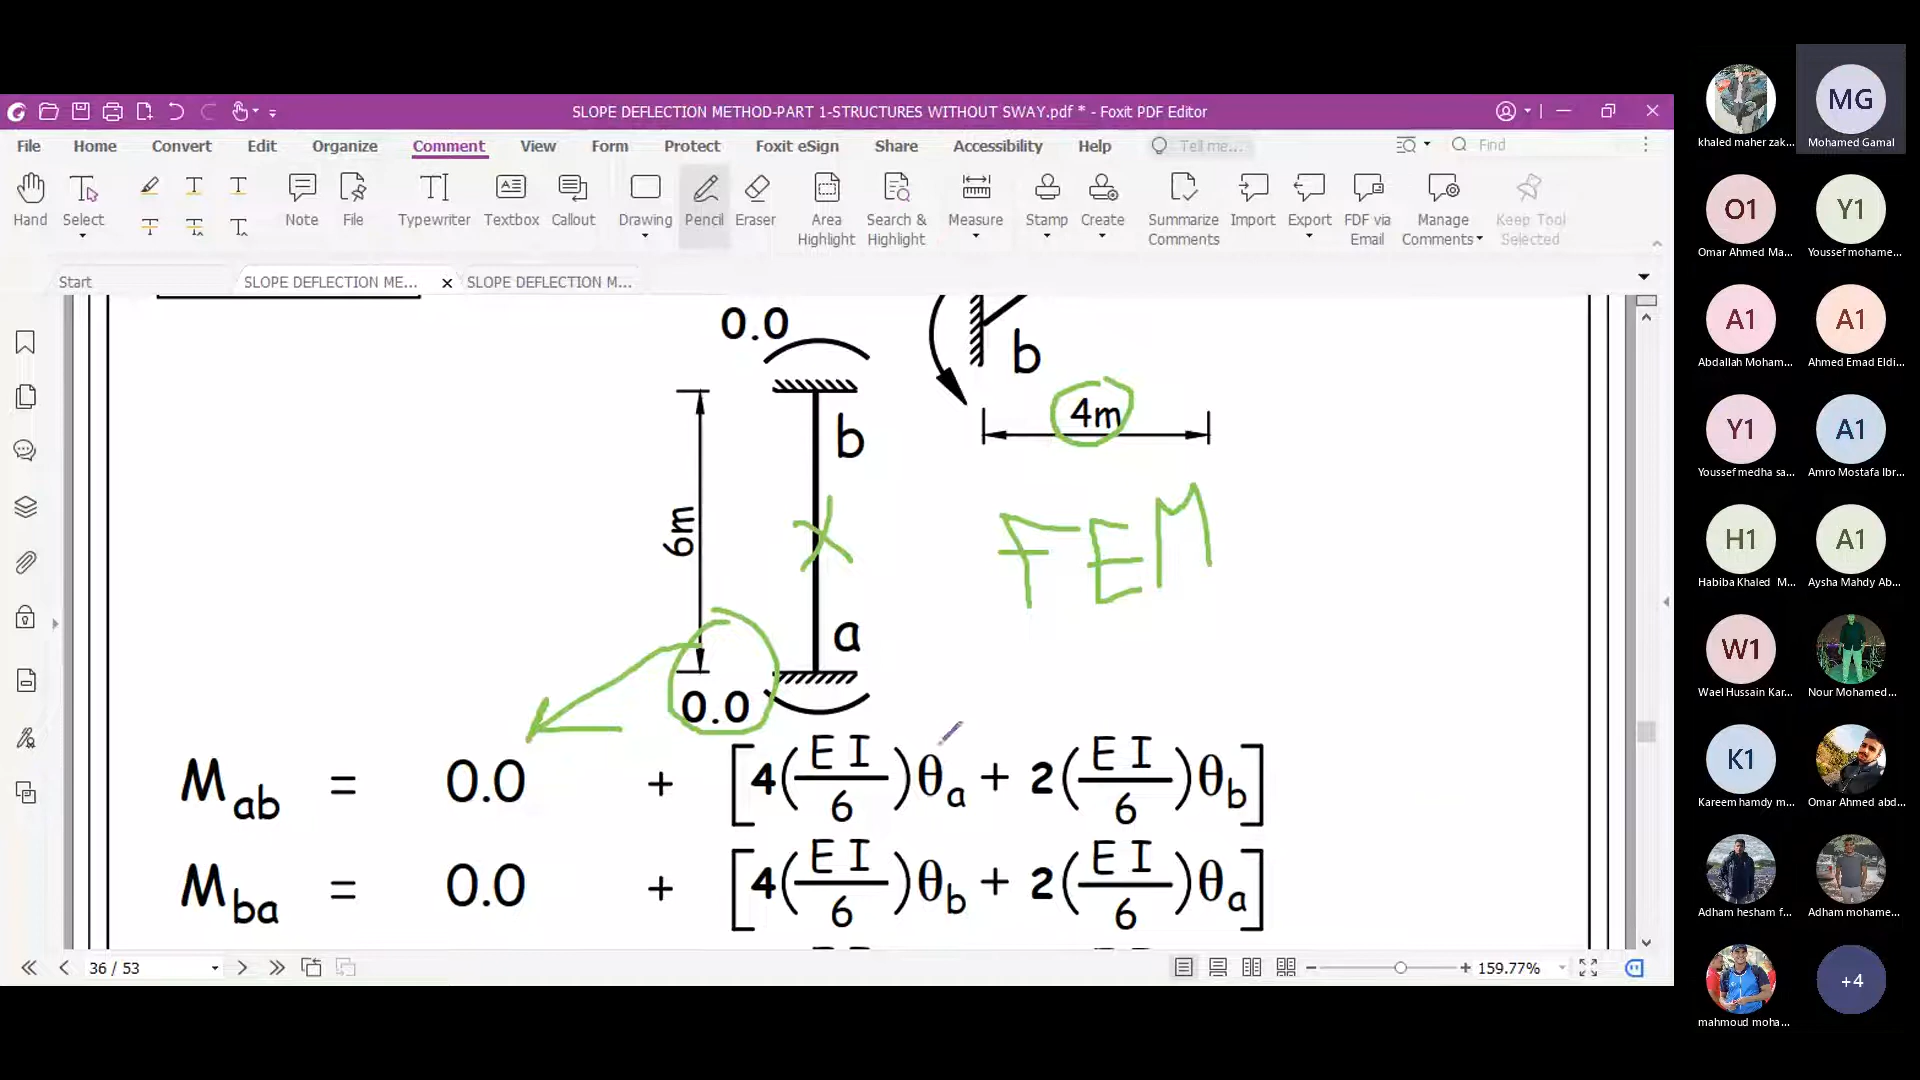 SLOPE DEFLECTION METHOD-PART 1-STRUCTURES WITHOUT SWAY.pdf * - Foxit PDF Editor
File Home Convert Edit Organize Comment View Form Protect Foxit eSign Share Accessibility Help Tell me... Find
Hand Select Note File Typewriter Textbox Callout Drawing Pencil Eraser Area Highlight Search & Highlight Measure Stamp Create Summarize Comments Import Export PDF via Email Manage Comments Keep Tool Selected
Start SLOPE DEFLECTION ME... SLOPE DEFLECTION M...
0.0
b
4m
b
6m
FEM
X
a
0.0
M_ab = 0.0 + [4(EI/6)θ_a + 2(EI/6)θ_b]
M_ba = 0.0 + [4(EI/6)θ_b + 2(EI/6)θ_a]
36 / 53 159.77%
khaled maher zak... MG Mohamed Gamal
O1 Omar Ahmed Ma... Y1 Youssef mohame...
A1 Abdallah Moham... A1 Ahmed Emad Eldi...
Y1 Youssef medha sa... A1 Amro Mostafa Ibr...
H1 Habiba Khaled M... A1 Aysha Mahdy Ab...
W1 Wael Hussain Kar... Nour Mohamed...
K1 Kareem hamdy m... Omar Ahmed abd...
Adham hesham f... Adham mohame...
mahmoud moha... +4